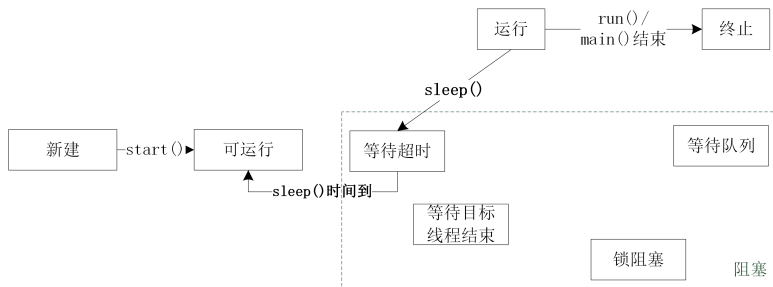 运行
run()/
main()结束
终止
sleep()
新建
start()
可运行
等待超时
等待队列
sleep()时间到
等待目标
线程结束
锁阻塞
阻塞